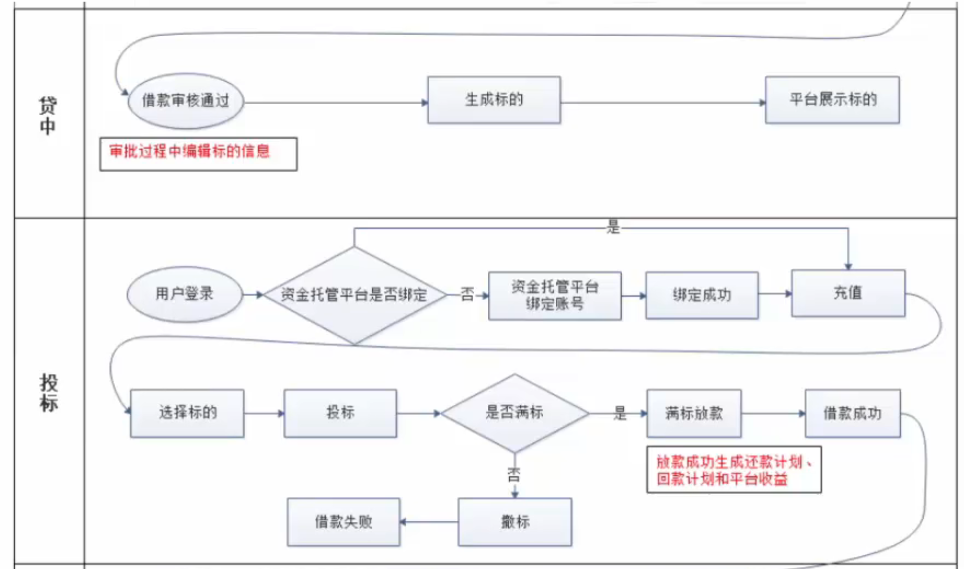 贷中
借款审核通过
生成标的
平台展示标的
审批过程中编辑标的信息
投标
是
用户登录
资金托管平台是否绑定
否
资金托管平台
绑定账号
绑定成功
充值
选择标的
投标
是否满标
是
满标放款
借款成功
放款成功生成还款计划、
回款计划和平台收益
否
借款失败
撤标